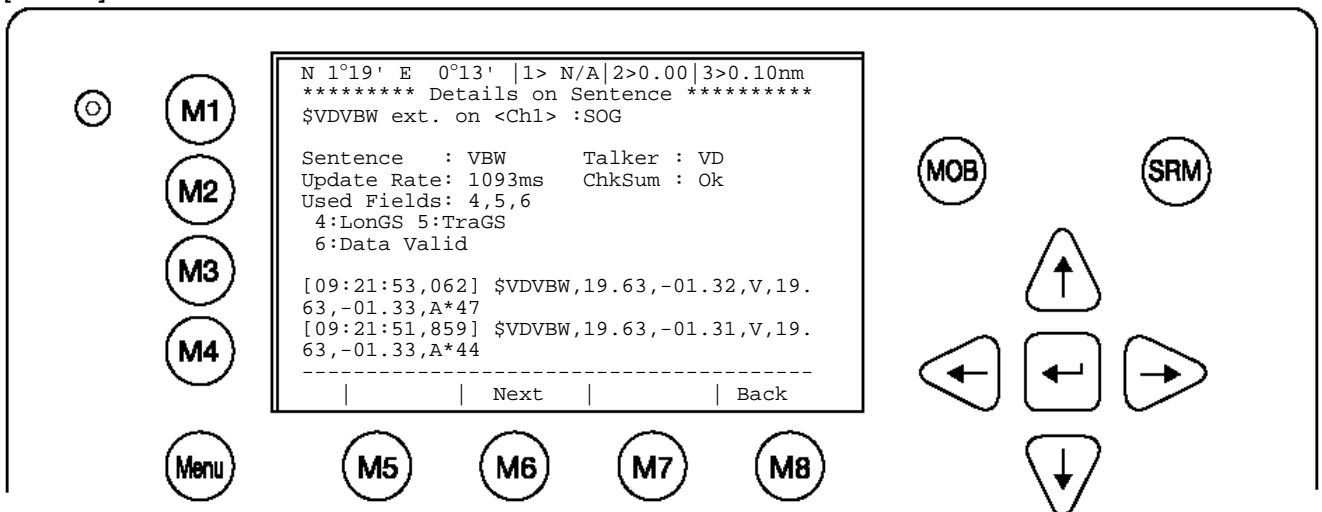 N 1°19' E  0°13' |1> N/A|2>0.00|3>0.10nm
********* Details on Sentence **********
$VDVBW ext. on <Ch1> :SOG
Sentence   : VBW      Talker : VD
Update Rate: 1093ms   ChkSum : Ok
Used Fields: 4,5,6
4:LonGS 5:TraGS
6:Data Valid
[09:21:53,062] $VDVBW,19.63,-01.32,V,19.
63,-01.33,A*47
[09:21:51,859] $VDVBW,19.63,-01.31,V,19.
63,-01.33,A*44
----------------------------------------
|        | Next   |         | Back
M1
M2
M3
M4
Menu
M5
M6
M7
M8
MOB
SRM